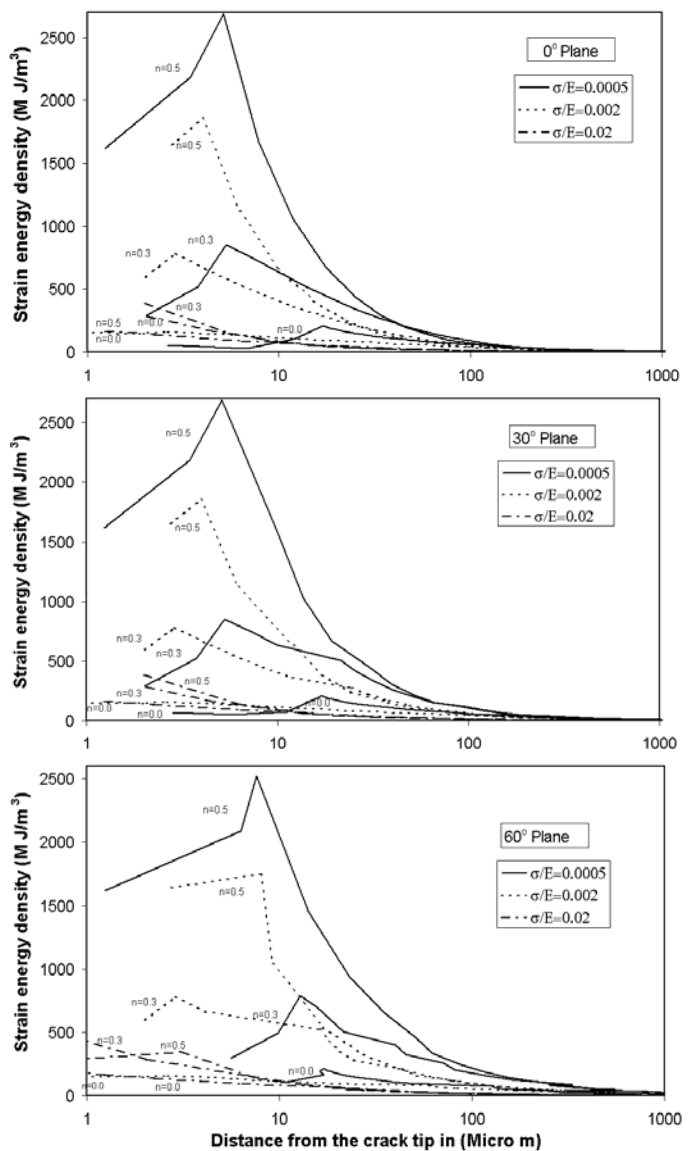 2500
2000
1500
1000
500
0
Strain energy density (M J/m³)
0° Plane
σ/E=0.0005
σ/E=0.002
σ/E=0.02
n=0.5
n=0.5
n=0.3
n=0.3
n=0.3
n=0.5
n=0.0
n=0.0
n=0.0
1 10 100 1000
2500
2000
1500
1000
500
0
Strain energy density (M J/m³)
30° Plane
σ/E=0.0005
σ/E=0.002
σ/E=0.02
n=0.5
n=0.5
n=0.3
n=0.5
n=0.3
n=0.0
n=0.0
n=0.0
1 10 100 1000
2500
2000
1500
1000
500
0
Strain energy density (M J/m³)
60° Plane
σ/E=0.0005
σ/E=0.002
σ/E=0.02
n=0.5
n=0.5
n=0.3
n=0.3
n=0.3
n=0.5
n=0.0
n=0.0
n=0.0
1 10 100 1000
Distance from the crack tip in (Micro m)